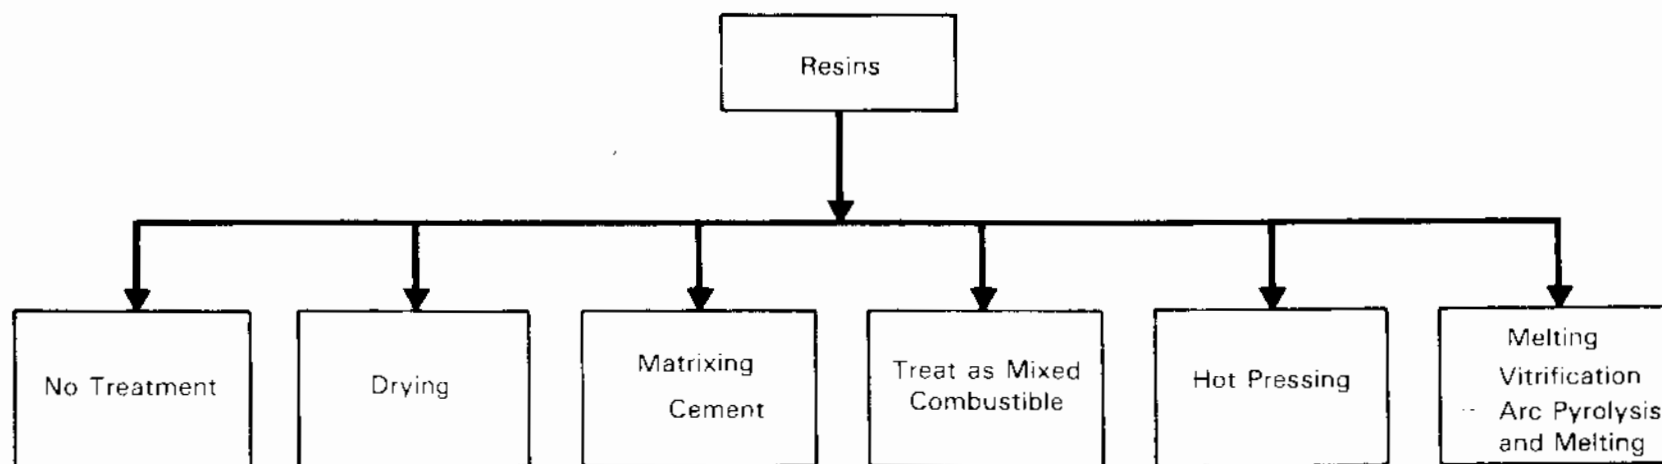 Resins
No Treatment
Drying
Matrixing
Cement
Treat as Mixed
Combustible
Hot Pressing
Melting
Vitrification
Arc Pyrolysis
and Melting